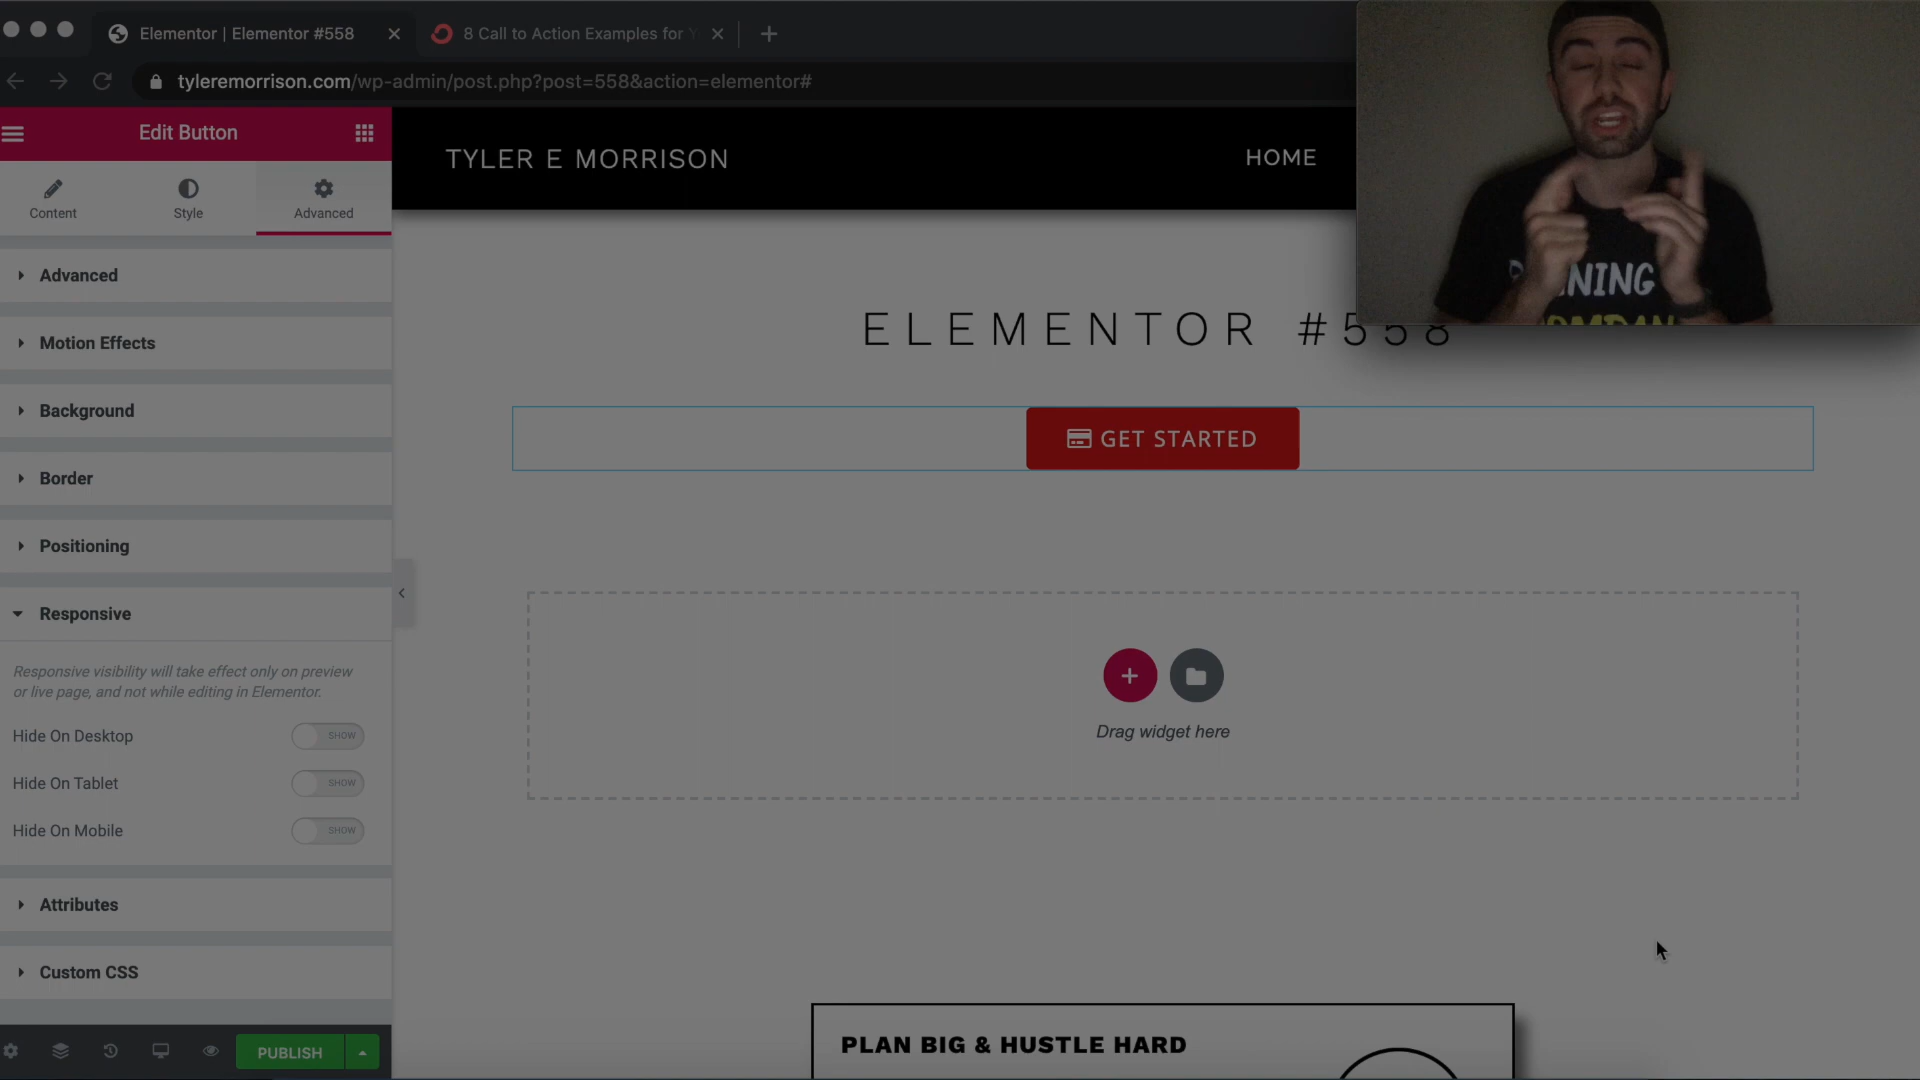 Elementor | Elementor #558
8 Call to Action Examples for
tyleremorrison.com/wp-admin/post.php?post=558&action=elementor#
Edit Button
Content
Style
Advanced
Advanced
Motion Effects
Background
Border
Positioning
Responsive
Responsive visibility will take effect only on preview
or live page, and not while editing in Elementor.
Hide On Desktop
SHOW
Hide On Tablet
SHOW
Hide On Mobile
SHOW
Attributes
Custom CSS
PUBLISH
TYLER E MORRISON
HOME
ELEMENTOR #558
GET STARTED
Drag widget here
PLAN BIG & HUSTLE HARD